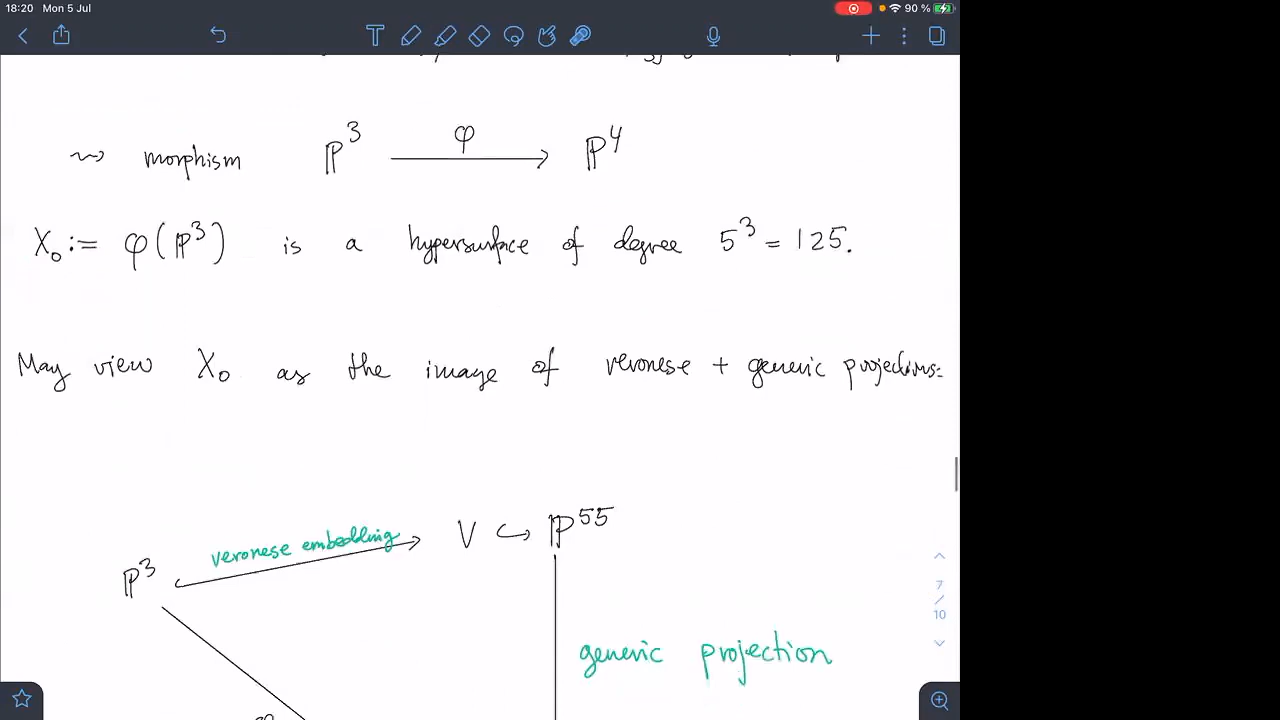 18:20 Mon 5 Jul
90 %
⇝ morphism ℙ³ —φ→ ℙ⁴
X₀ := φ(ℙ³) is a hypersurface of degree 5³ = 125.
May view X₀ as the image of veronese + generic projections:
veronese embedding V ↪ ℙ⁵⁵
ℙ³
7
/
10
generic projection